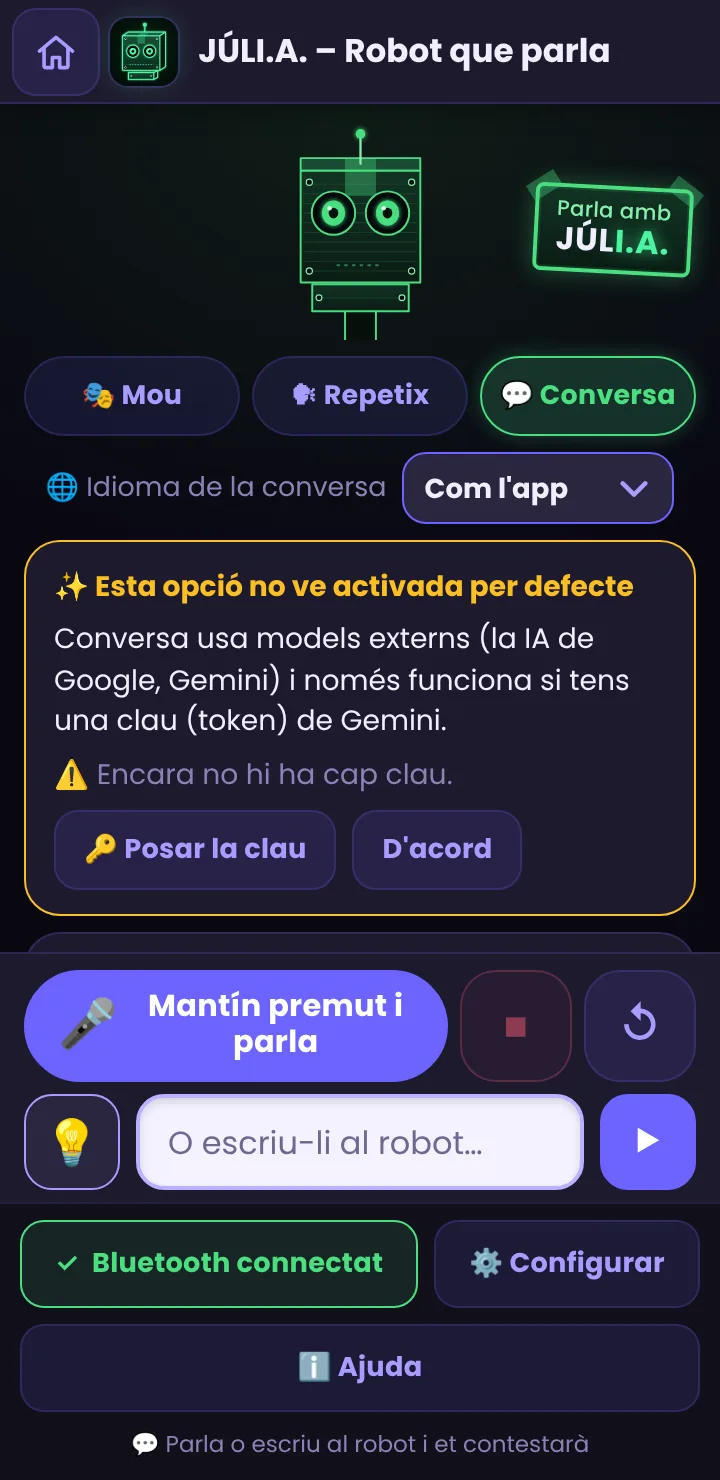 JÚLI.A. – Robot que parla
Parla amb
JÚLI.A.
🎭 Mou
🗣 Repetix
💬 Conversa
🌐 Idioma de la conversa
Com l'app
✨ Esta opció no ve activada per defecte
Conversa usa models externs (la IA de
Google, Gemini) i només funciona si tens
una clau (token) de Gemini.
⚠️ Encara no hi ha cap clau.
🔑 Posar la clau
D'acord
Mantín premut i
parla
O escriu-li al robot...
✓ Bluetooth connectat
⚙️ Configurar
ℹ️ Ajuda
💬 Parla o escriu al robot i et contestarà